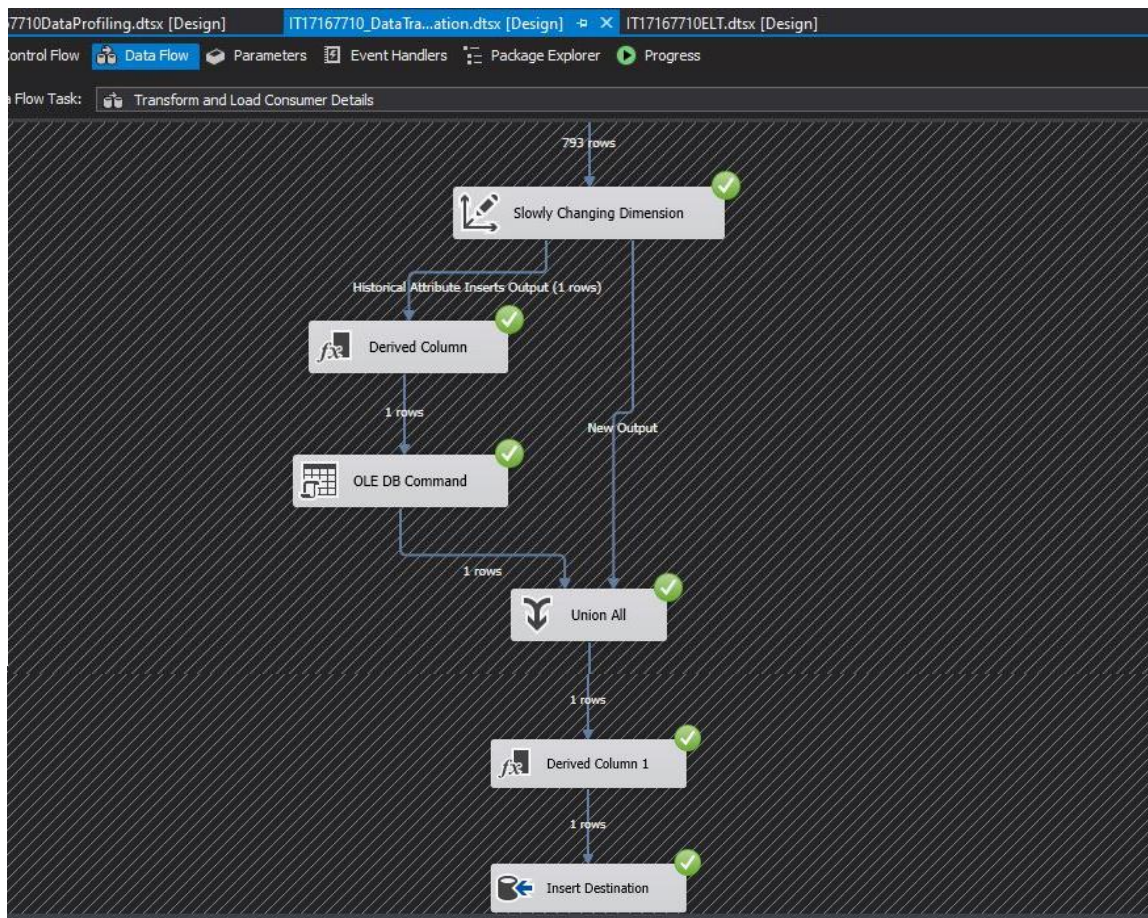 77710DataProfiling.dtsx [Design] IT17167710_DataTra...ation.dtsx [Design] IT17167710ELT.dtsx [Design]
Control Flow Data Flow Parameters Event Handlers Package Explorer Progress
a Flow Task: Transform and Load Consumer Details
793 rows
Slowly Changing Dimension
Historical Attribute Inserts Output (1 rows)
Derived Column
1 rows
New Output
OLE DB Command
1 rows
Union All
1 rows
Derived Column 1
1 rows
Insert Destination